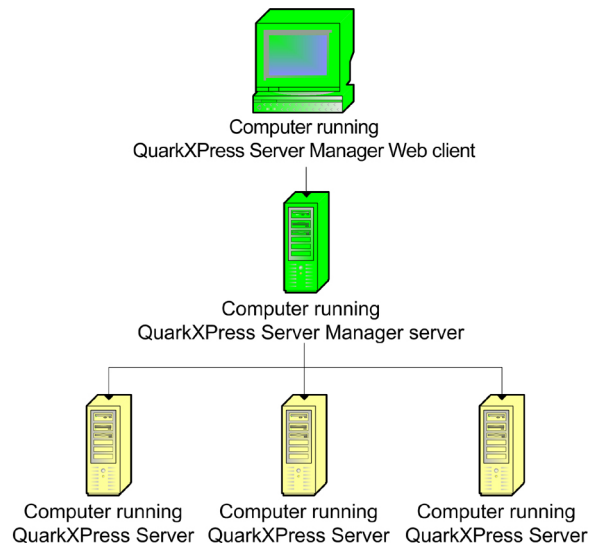 Computer running
QuarkXPress Server Manager Web client
Computer running
QuarkXPress Server Manager server
Computer running
QuarkXPress Server
Computer running
QuarkXPress Server
Computer running
QuarkXPress Server